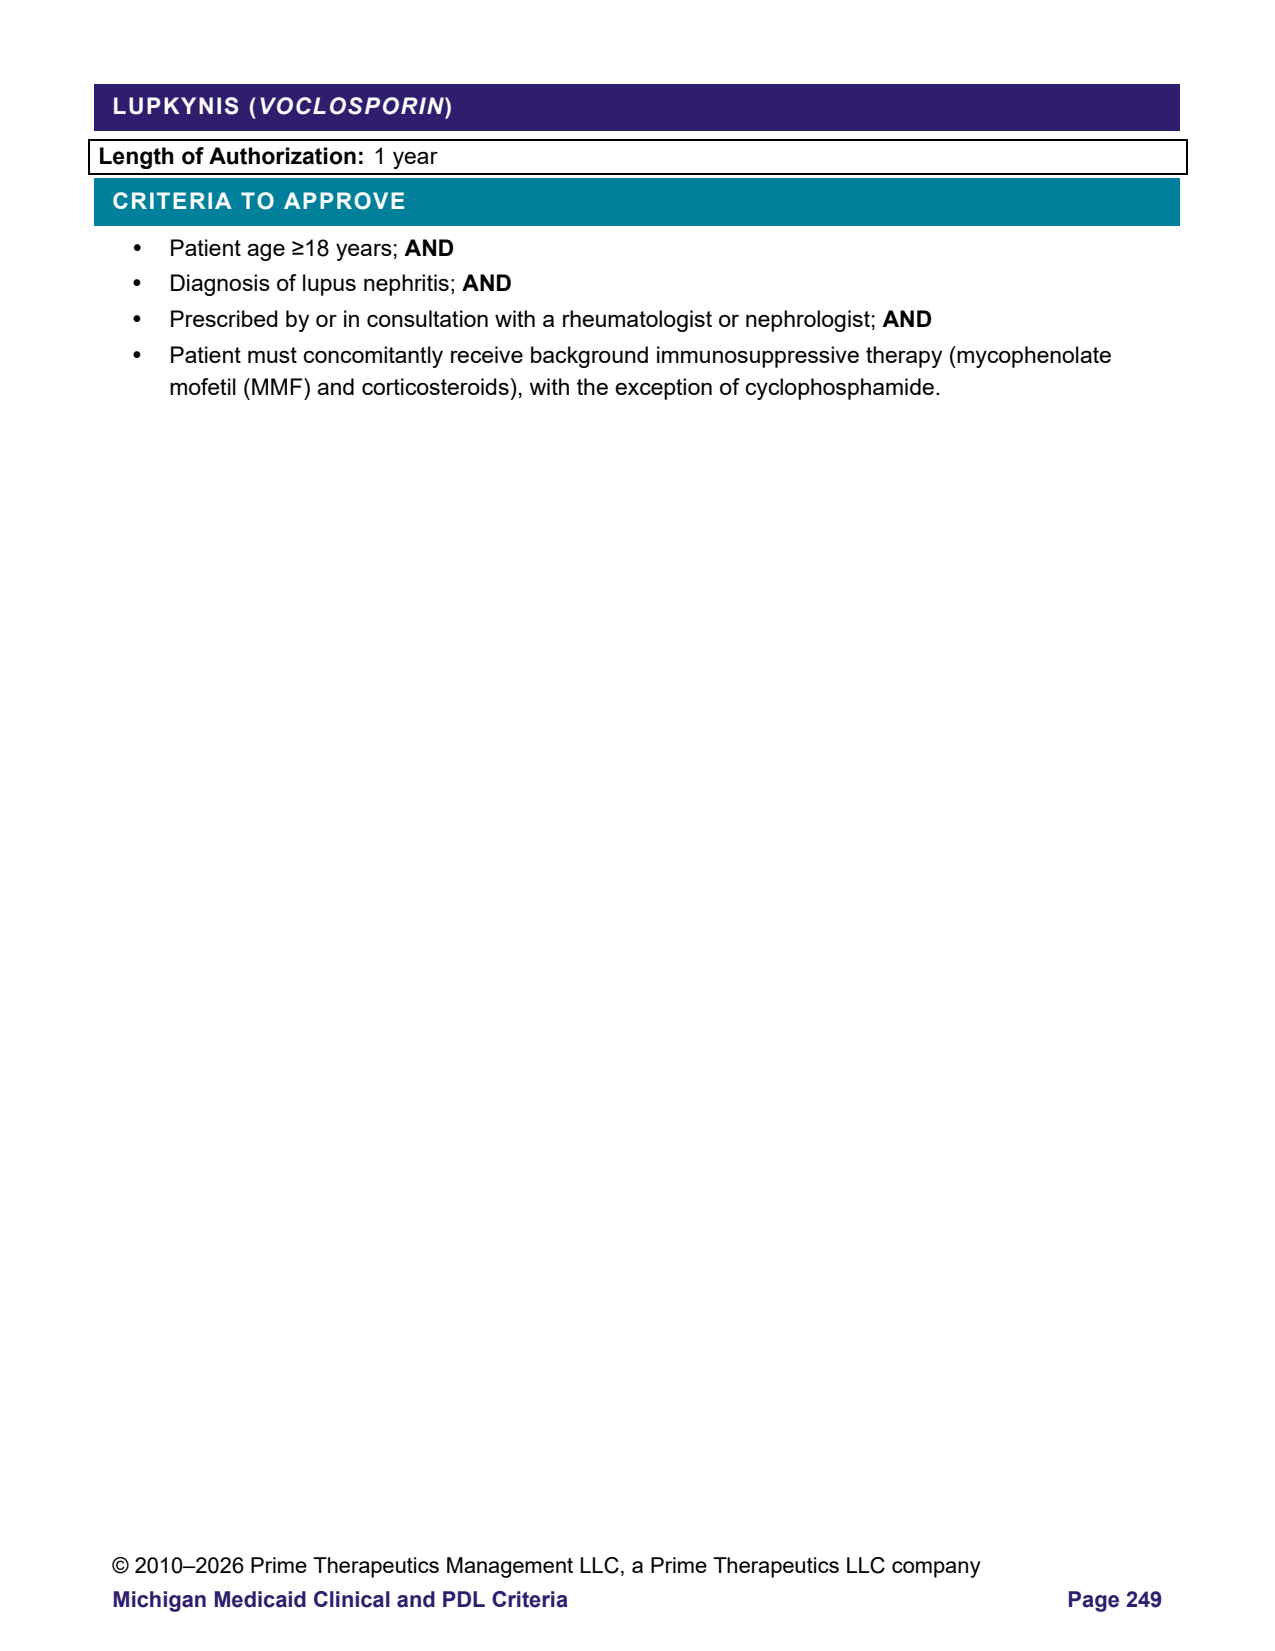 LUPKYNIS (VOCLOSPORIN)
Length of Authorization: 1 year
CRITERIA TO APPROVE
• Patient age ≥18 years; AND
• Diagnosis of lupus nephritis; AND
• Prescribed by or in consultation with a rheumatologist or nephrologist; AND
• Patient must concomitantly receive background immunosuppressive therapy (mycophenolate
mofetil (MMF) and corticosteroids), with the exception of cyclophosphamide.
© 2010–2026 Prime Therapeutics Management LLC, a Prime Therapeutics LLC company
Michigan Medicaid Clinical and PDL Criteria Page 249